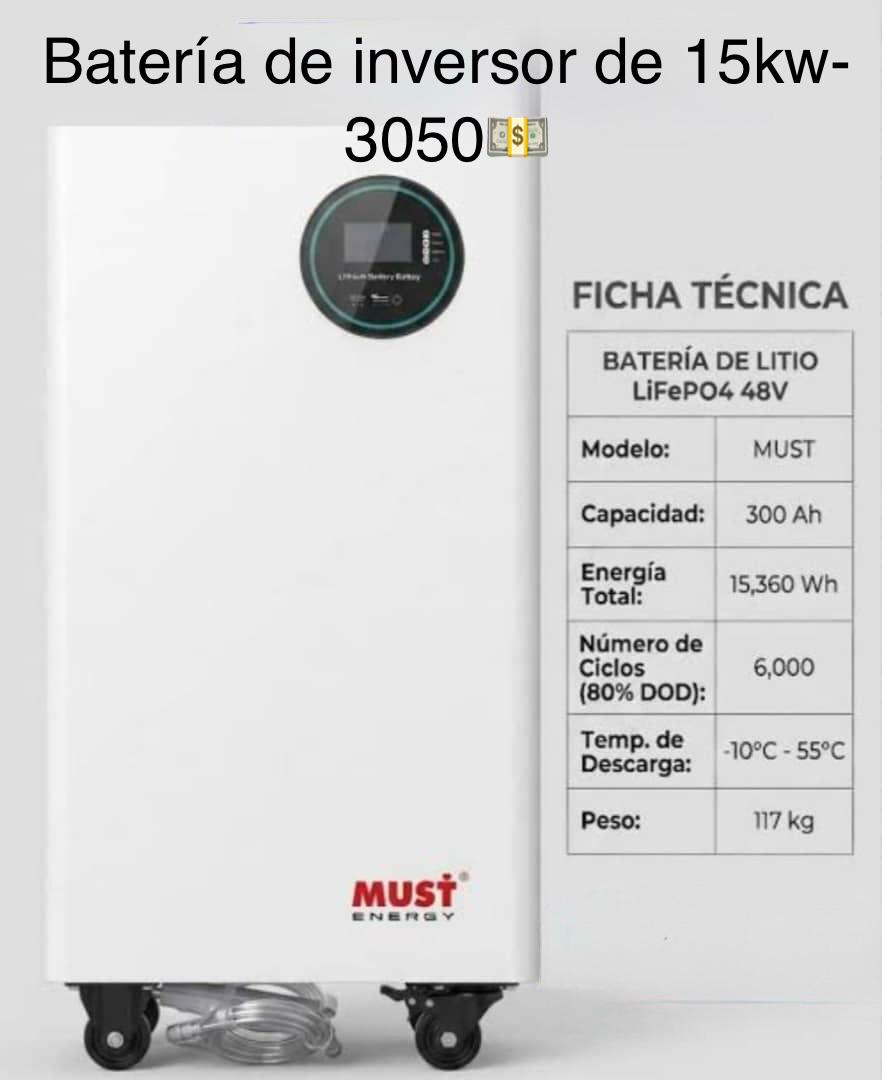 Batería de inversor de 15kw-
3050💵
FICHA TÉCNICA
BATERÍA DE LITIO
LiFePO4 48V
Modelo: MUST
Capacidad: 300 Ah
Energía
Total: 15,360 Wh
Número de
Ciclos
(80% DOD): 6,000
Temp. de
Descarga: -10°C - 55°C
Peso: 117 kg
MUST®
ENERGY